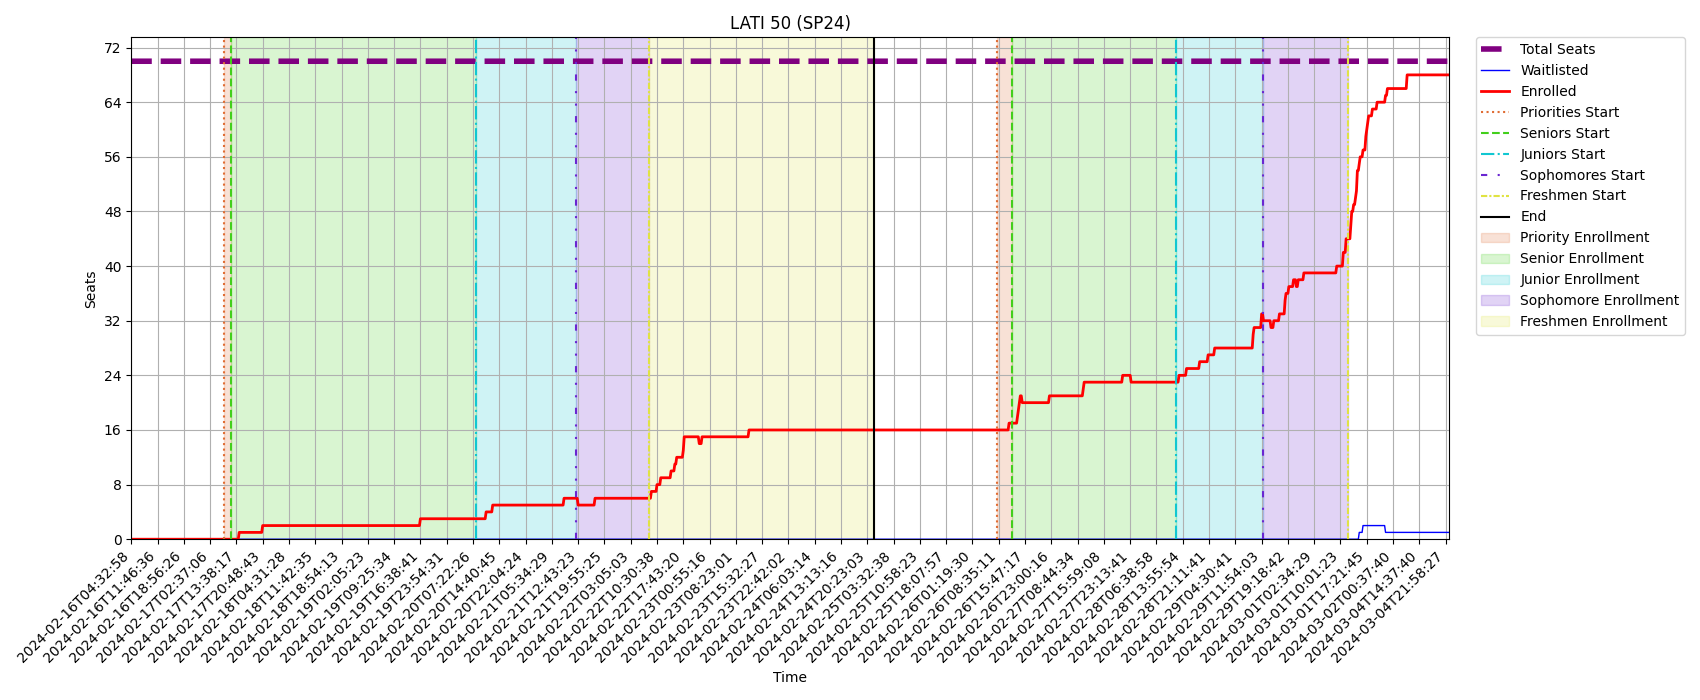 LATI 50 (SP24)
72
64
56
48
40
32
24
16
8
0
Seats
2024-02-16T04:32:58
2024-02-16T11:46:36
2024-02-16T18:56:26
2024-02-17T02:37:06
2024-02-17T13:38:17
2024-02-17T20:48:43
2024-02-18T04:31:28
2024-02-18T11:42:35
2024-02-18T18:54:13
2024-02-19T02:05:23
2024-02-19T09:25:34
2024-02-19T16:38:41
2024-02-19T23:54:31
2024-02-20T07:22:26
2024-02-20T14:40:45
2024-02-20T22:04:24
2024-02-21T05:34:29
2024-02-21T12:43:23
2024-02-21T19:55:25
2024-02-22T03:05:03
2024-02-22T10:30:38
2024-02-22T17:43:20
2024-02-23T00:55:16
2024-02-23T08:23:01
2024-02-23T15:32:27
2024-02-23T22:42:02
2024-02-24T06:03:14
2024-02-24T13:13:16
2024-02-24T20:23:03
2024-02-25T03:32:38
2024-02-25T10:58:23
2024-02-25T18:07:57
2024-02-26T01:19:30
2024-02-26T08:35:11
2024-02-26T15:47:17
2024-02-26T23:00:16
2024-02-27T08:44:34
2024-02-27T15:59:08
2024-02-27T23:13:41
2024-02-28T06:38:58
2024-02-28T13:55:54
2024-02-28T21:11:41
2024-02-29T04:30:41
2024-02-29T11:54:03
2024-02-29T19:18:42
2024-03-01T02:34:29
2024-03-01T10:01:23
2024-03-01T17:21:45
2024-03-02T00:37:40
2024-03-04T14:37:40
2024-03-04T21:58:27
Time
Total Seats
Waitlisted
Enrolled
Priorities Start
Seniors Start
Juniors Start
Sophomores Start
Freshmen Start
End
Priority Enrollment
Senior Enrollment
Junior Enrollment
Sophomore Enrollment
Freshmen Enrollment